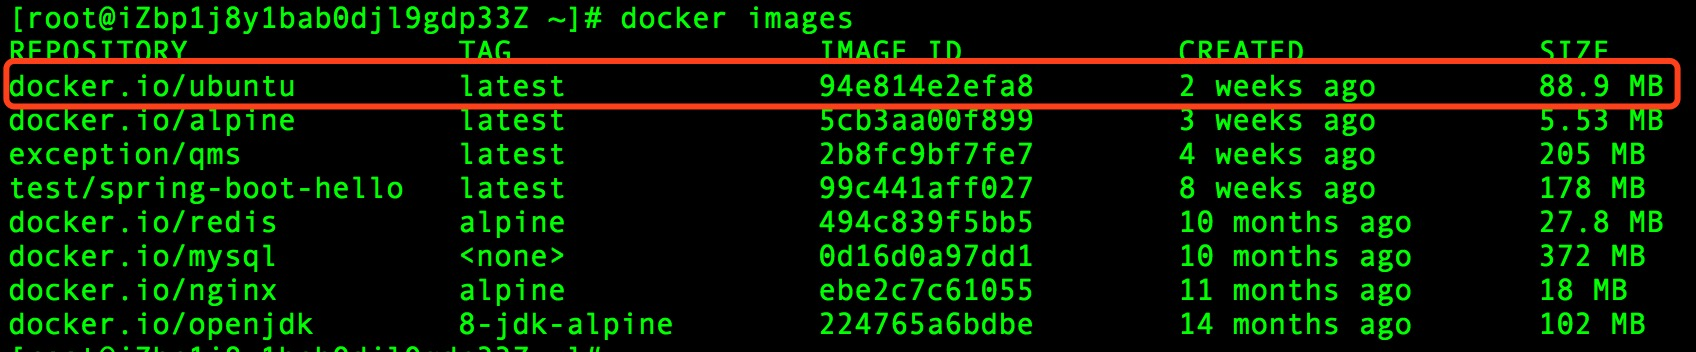 [root@iZbp1j8y1bab0djl9gdp33Z ~]# docker images
REPOSITORY TAG IMAGE ID CREATED SIZE
docker.io/ubuntu latest 94e814e2efa8 2 weeks ago 88.9 MB
docker.io/alpine latest 5cb3aa00f899 3 weeks ago 5.53 MB
exception/qms latest 2b8fc9bf7fe7 4 weeks ago 205 MB
test/spring-boot-hello latest 99c441aff027 8 weeks ago 178 MB
docker.io/redis alpine 494c839f5bb5 10 months ago 27.8 MB
docker.io/mysql <none> 0d16d0a97dd1 10 months ago 372 MB
docker.io/nginx alpine ebe2c7c61055 11 months ago 18 MB
docker.io/openjdk 8-jdk-alpine 224765a6bdbe 14 months ago 102 MB
[root@iZbp1j8y1bab0djl9gdp33Z ~]#